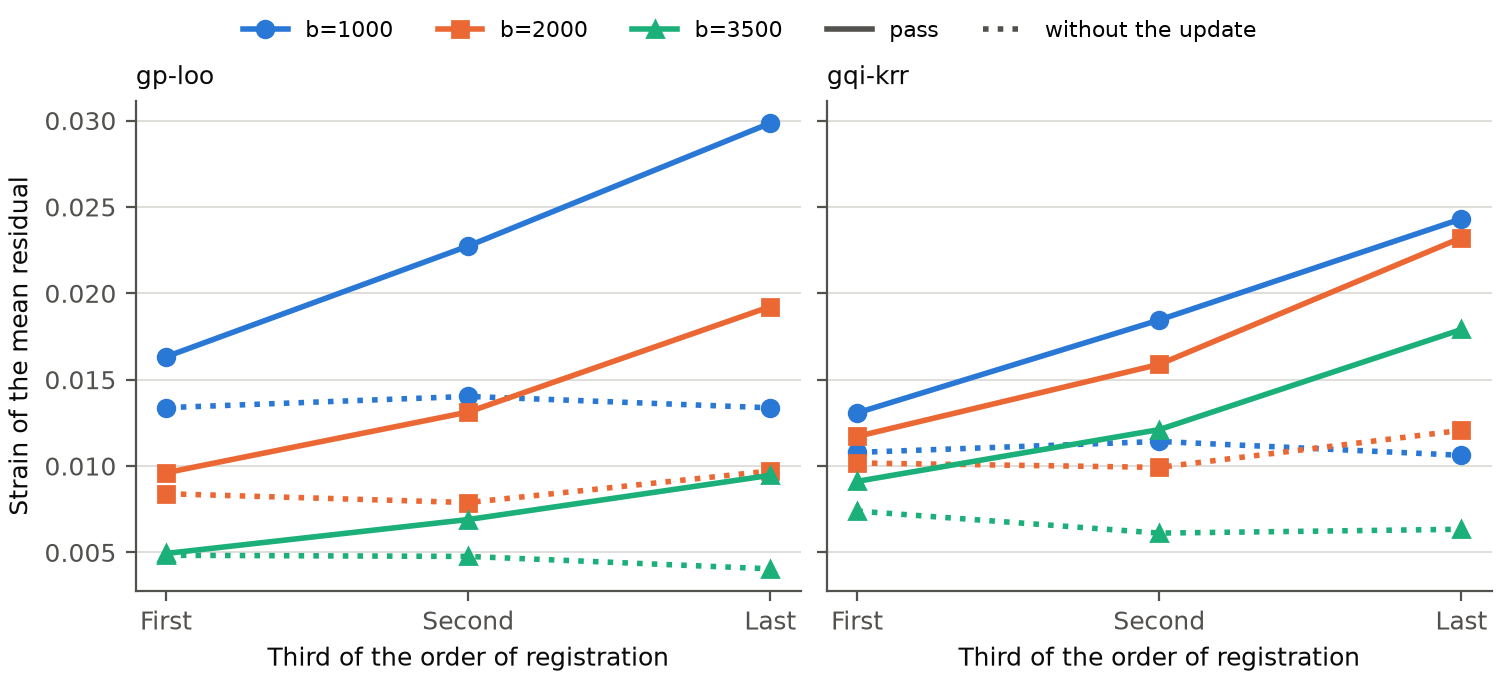 b=1000 b=2000 b=3500 pass without the update
gp-loo
gqi-krr
Strain of the mean residual
0.030
0.025
0.020
0.015
0.010
0.005
First Second Last
First Second Last
Third of the order of registration
Third of the order of registration